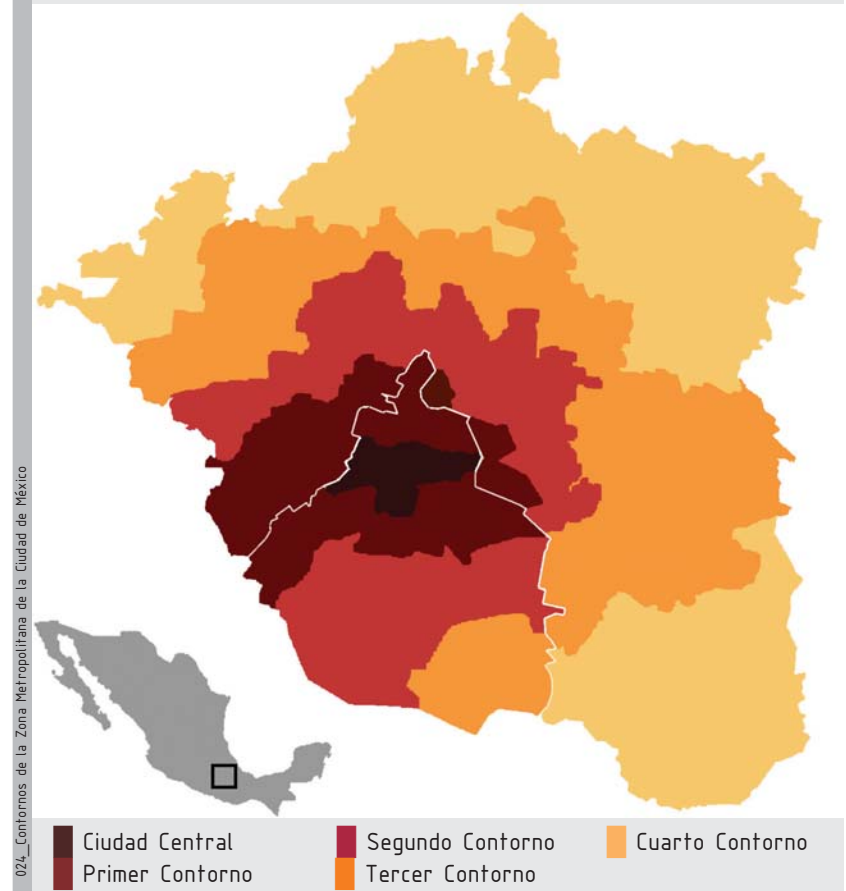 024_Contornos de la Zona Metropolitana de la Ciudad de México
Ciudad Central
Primer Contorno
Segundo Contorno
Tercer Contorno
Cuarto Contorno